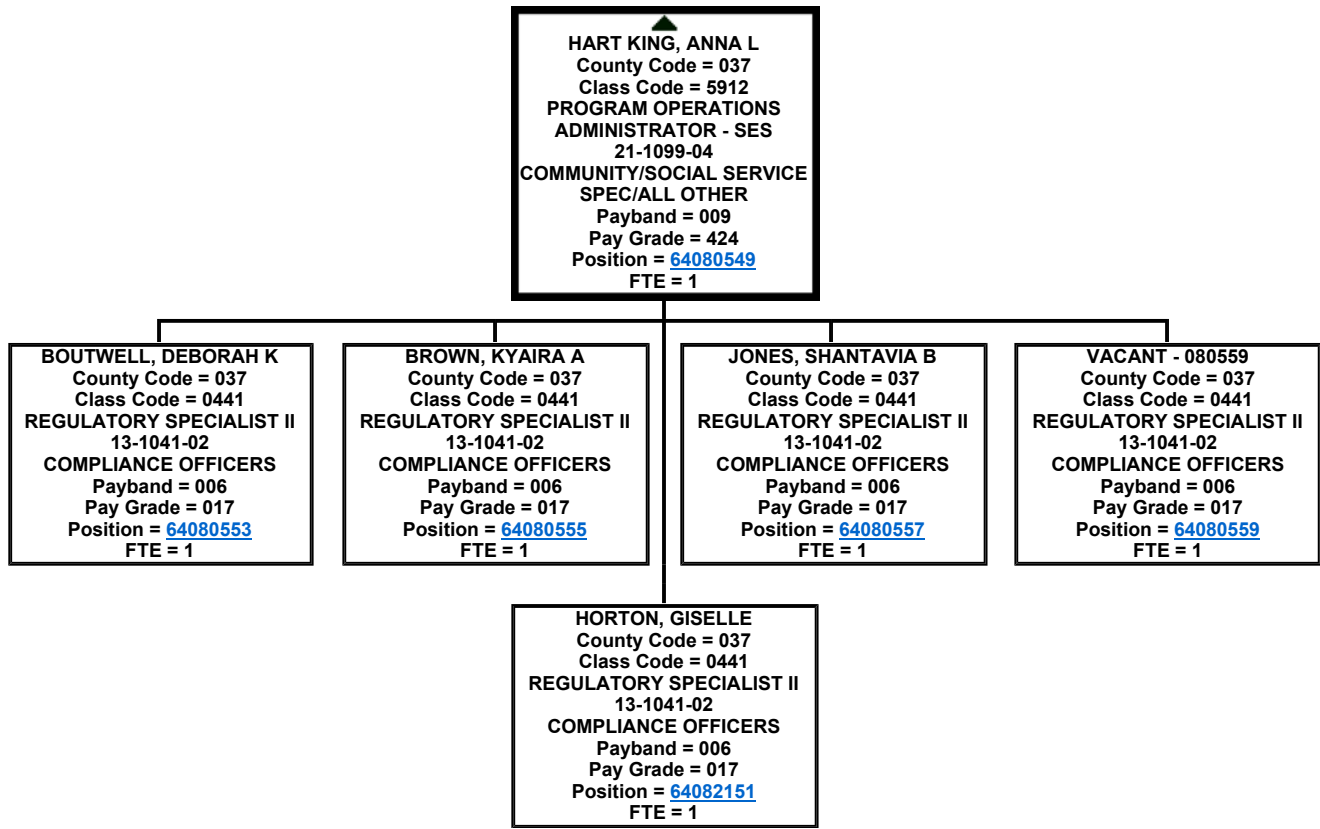 HART KING, ANNA L
County Code = 037
Class Code = 5912
PROGRAM OPERATIONS
ADMINISTRATOR - SES
21-1099-04
COMMUNITY/SOCIAL SERVICE
SPEC/ALL OTHER
Payband = 009
Pay Grade = 424
Position = 64080549
FTE = 1
BOUTWELL, DEBORAH K
County Code = 037
Class Code = 0441
REGULATORY SPECIALIST II
13-1041-02
COMPLIANCE OFFICERS
Payband = 006
Pay Grade = 017
Position = 64080553
FTE = 1
BROWN, KYAIRA A
County Code = 037
Class Code = 0441
REGULATORY SPECIALIST II
13-1041-02
COMPLIANCE OFFICERS
Payband = 006
Pay Grade = 017
Position = 64080555
FTE = 1
JONES, SHANTAVIA B
County Code = 037
Class Code = 0441
REGULATORY SPECIALIST II
13-1041-02
COMPLIANCE OFFICERS
Payband = 006
Pay Grade = 017
Position = 64080557
FTE = 1
VACANT - 080559
County Code = 037
Class Code = 0441
REGULATORY SPECIALIST II
13-1041-02
COMPLIANCE OFFICERS
Payband = 006
Pay Grade = 017
Position = 64080559
FTE = 1
HORTON, GISELLE
County Code = 037
Class Code = 0441
REGULATORY SPECIALIST II
13-1041-02
COMPLIANCE OFFICERS
Payband = 006
Pay Grade = 017
Position = 64082151
FTE = 1